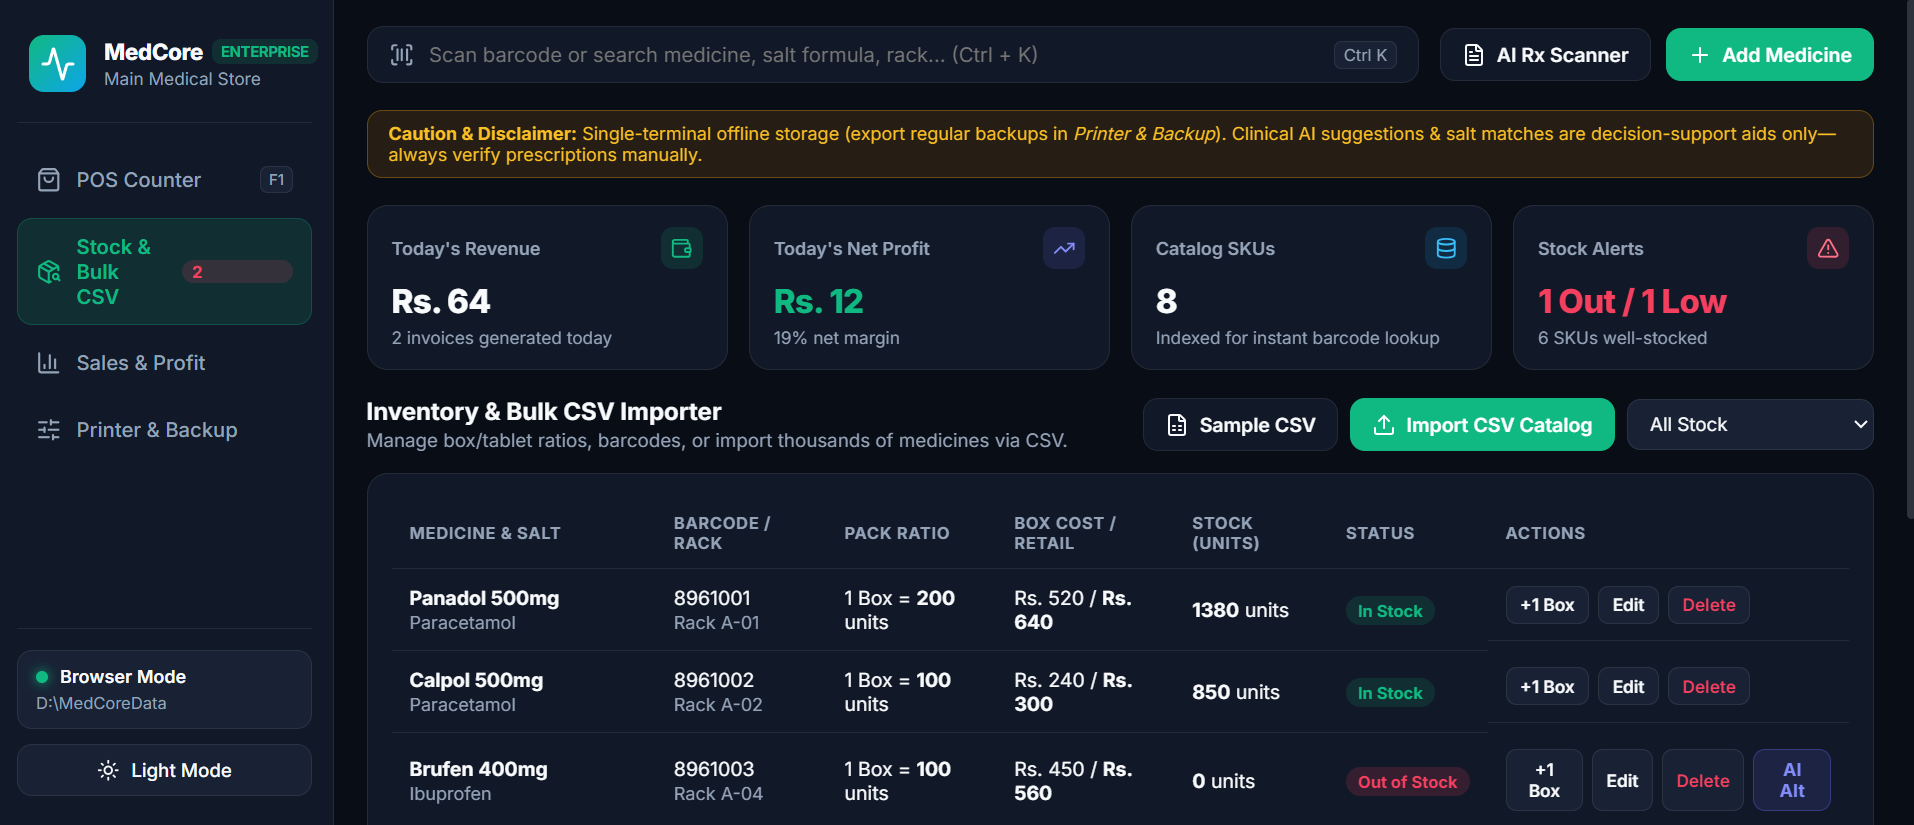 MedCore ENTERPRISE
Main Medical Store
POS Counter F1
Stock &
Bulk
CSV
2
Sales & Profit
Printer & Backup
Browser Mode
D:\MedCoreData
Light Mode
Scan barcode or search medicine, salt formula, rack... (Ctrl + K) Ctrl K
AI Rx Scanner
Add Medicine
Caution & Disclaimer: Single-terminal offline storage (export regular backups in Printer & Backup). Clinical AI suggestions & salt matches are decision-support aids only—
always verify prescriptions manually.
Today's Revenue
Rs. 64
2 invoices generated today
Today's Net Profit
Rs. 12
19% net margin
Catalog SKUs
8
Indexed for instant barcode lookup
Stock Alerts
1 Out / 1 Low
6 SKUs well-stocked
Inventory & Bulk CSV Importer
Manage box/tablet ratios, barcodes, or import thousands of medicines via CSV.
Sample CSV
Import CSV Catalog
All Stock
MEDICINE & SALT
BARCODE /
RACK
PACK RATIO
BOX COST /
RETAIL
STOCK
(UNITS)
STATUS
ACTIONS
Panadol 500mg
Paracetamol
8961001
Rack A-01
1 Box = 200
units
Rs. 520 / Rs.
640
1380 units
In Stock
+1 Box
Edit
Delete
Calpol 500mg
Paracetamol
8961002
Rack A-02
1 Box = 100
units
Rs. 240 / Rs.
300
850 units
In Stock
+1 Box
Edit
Delete
Brufen 400mg
Ibuprofen
8961003
Rack A-04
1 Box = 100
units
Rs. 450 / Rs.
560
0 units
Out of Stock
+1
Box
Edit
Delete
AI
Alt